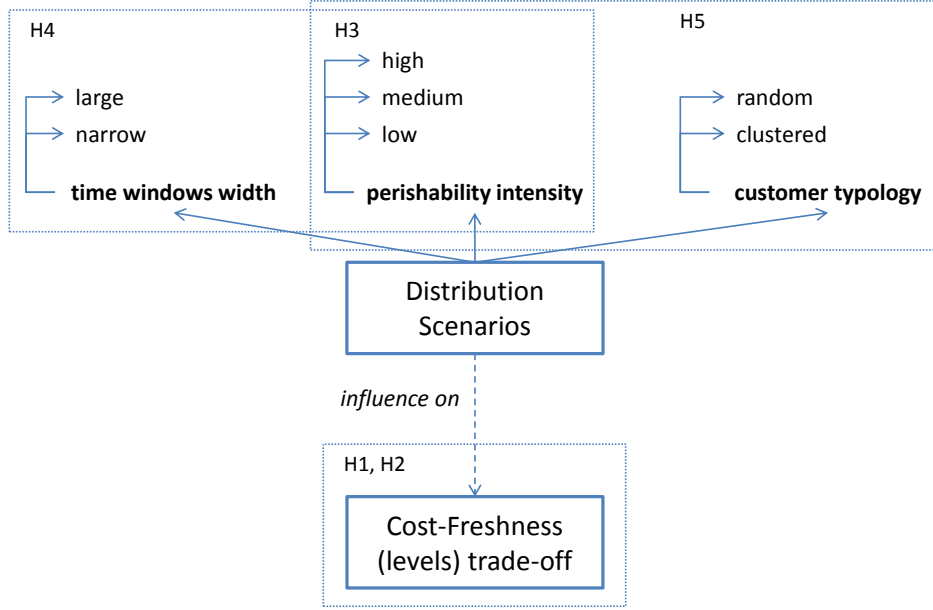 H4
large
narrow
time windows width
H3
high
medium
low
perishability intensity
H5
random
clustered
customer typology
Distribution
Scenarios
influence on
H1, H2
Cost-Freshness
(levels) trade-off